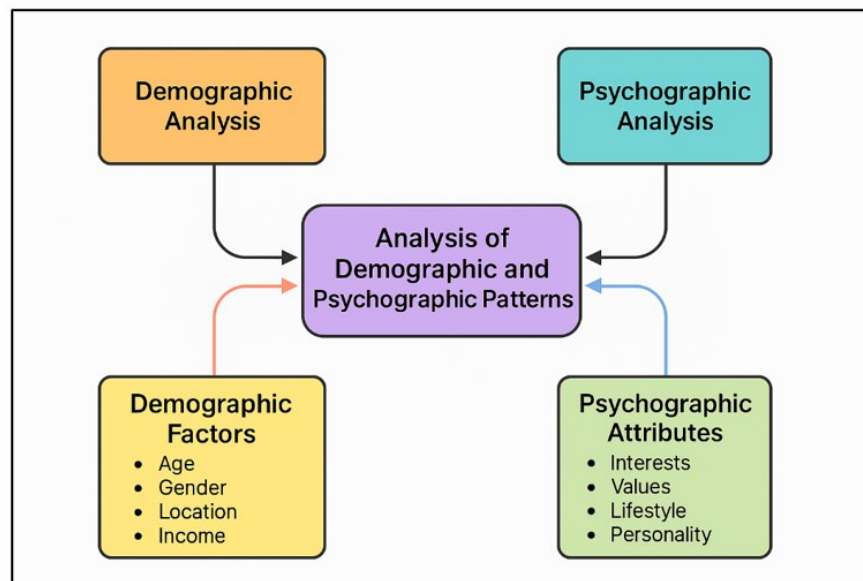 Demographic
Analysis
Psychographic
Analysis
Analysis of
Demographic and
Psychographic Patterns
Demographic
Factors
• Age
• Gender
• Location
• Income
Psychographic
Attributes
• Interests
• Values
• Lifestyle
• Personality